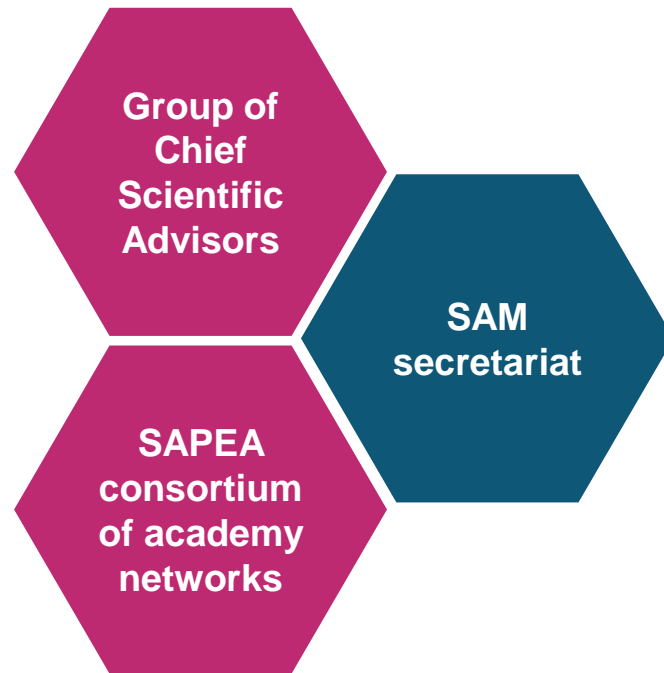 Group of
Chief
Scientific
Advisors
SAM
secretariat
SAPEA
consortium
of academy
networks